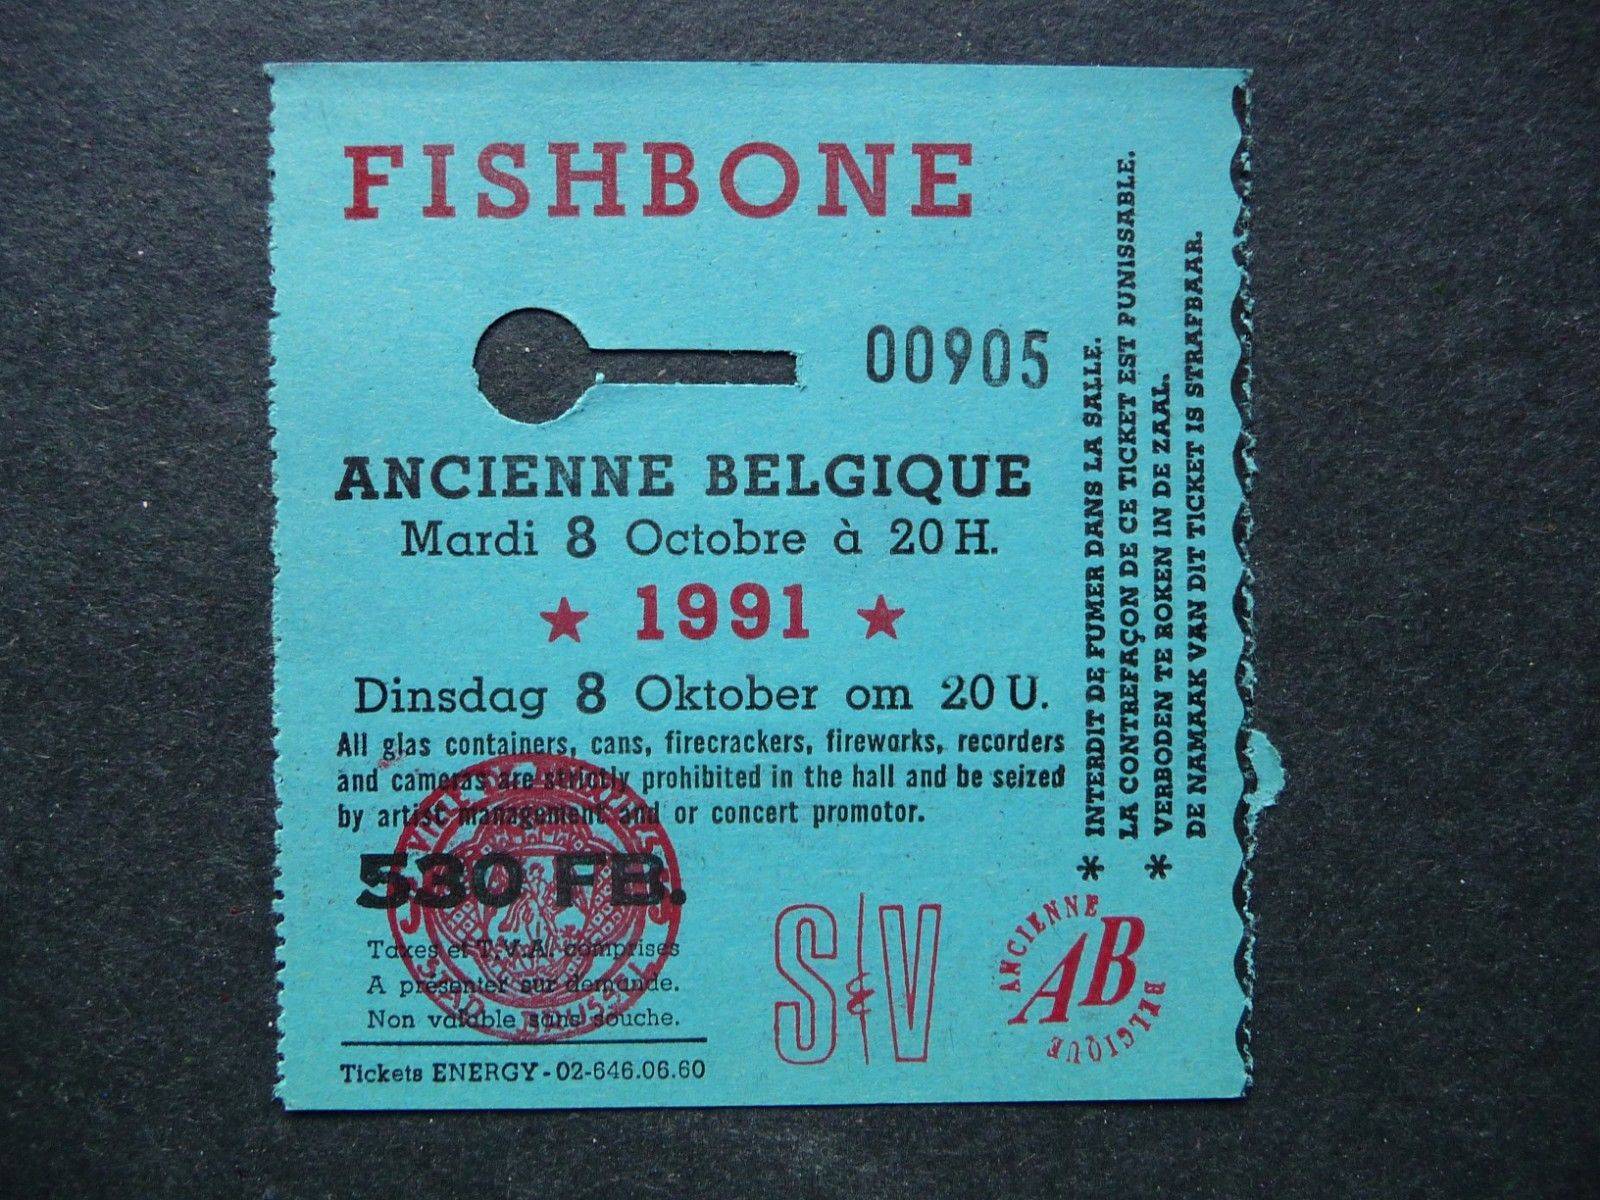 FISHBONE
00905
ANCIENNE BELGIQUE
Mardi 8 Octobre à 20 H.
★ 1991 ★
Dinsdag 8 Oktober om 20 U.
All glas containers, cans, firecrackers, fireworks, recorders
and cameras are strictly prohibited in the hall and be seized
by artist management and or concert promotor.
530 FB.
Taxes et T.V.A. comprises
A présenter sur demande.
Non valable sans souche.
Tickets ENERGY - 02-646.06.60
S&V
ANCIENNE
AB
BELGIQUE
* INTERDIT DE FUMER DANS LA SALLE.
LA CONTREFAÇON DE CE TICKET EST PUNISSABLE.
* VERBODEN TE ROKEN IN DE ZAAL.
DE NAMAAK VAN DIT TICKET IS STRAFBAAR.